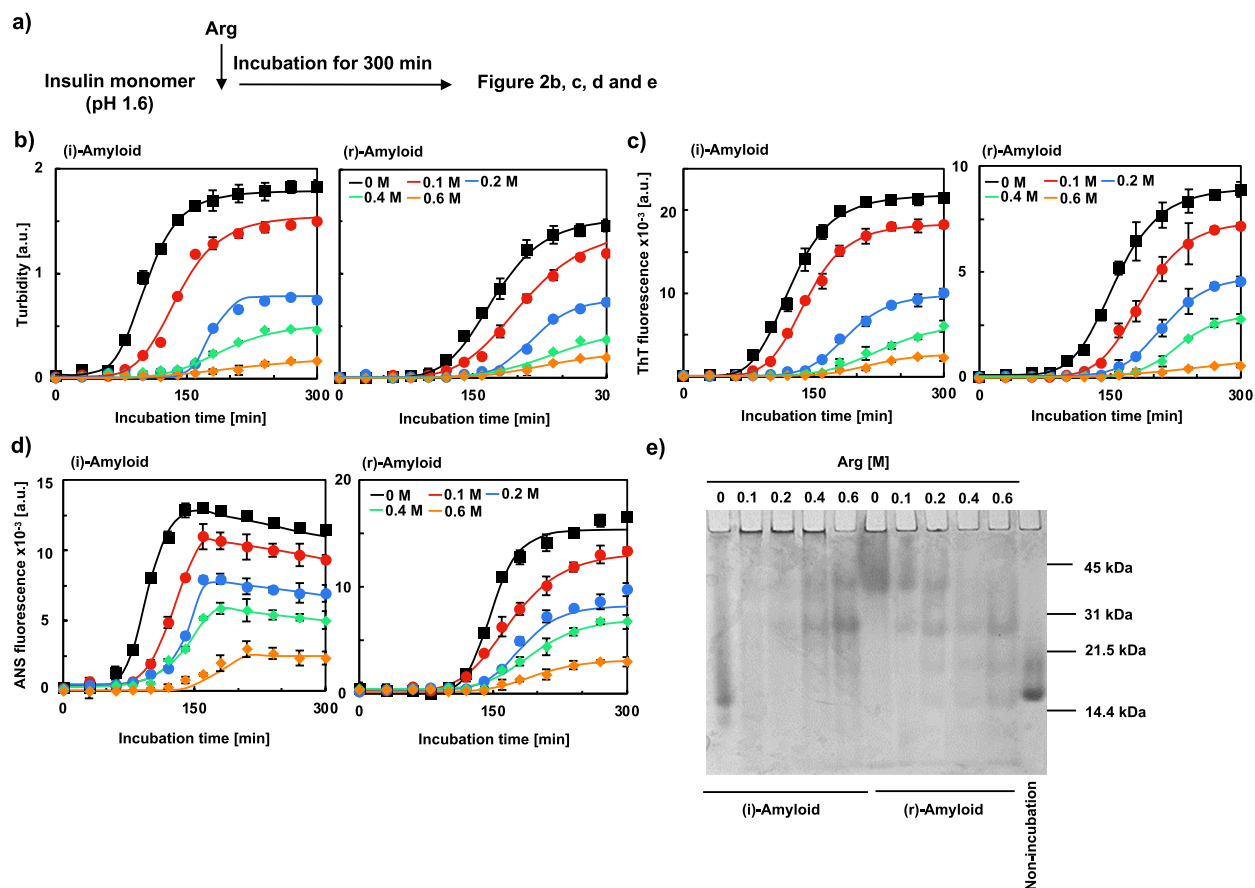 a)
Arg
Incubation for 300 min
Insulin monomer
(pH 1.6)
Figure 2b, c, d and e
b)
(i)-Amyloid
2
1
0
Turbidity [a.u.]
0 150 300
Incubation time [min]
(r)-Amyloid
0 M 0.1 M 0.2 M
0.4 M 0.6 M
0 150 30
Incubation time [min]
c)
(i)-Amyloid
20
10
0
ThT fluorescence x10⁻³ [a.u.]
0 150 300
Incubation time [min]
(r)-Amyloid
10
5
0
0 M 0.1 M 0.2 M
0.4 M 0.6 M
0 150 300
Incubation time [min]
d)
(i)-Amyloid
15
10
5
0
ANS fluorescence x10⁻³ [a.u.]
0 150 300
Incubation time [min]
(r)-Amyloid
20
10
0
0 M 0.1 M 0.2 M
0.4 M 0.6 M
0 150 300
Incubation time [min]
e)
Arg [M]
0 0.1 0.2 0.4 0.6 0 0.1 0.2 0.4 0.6
45 kDa
31 kDa
21.5 kDa
14.4 kDa
(i)-Amyloid
(r)-Amyloid
Non-incubation